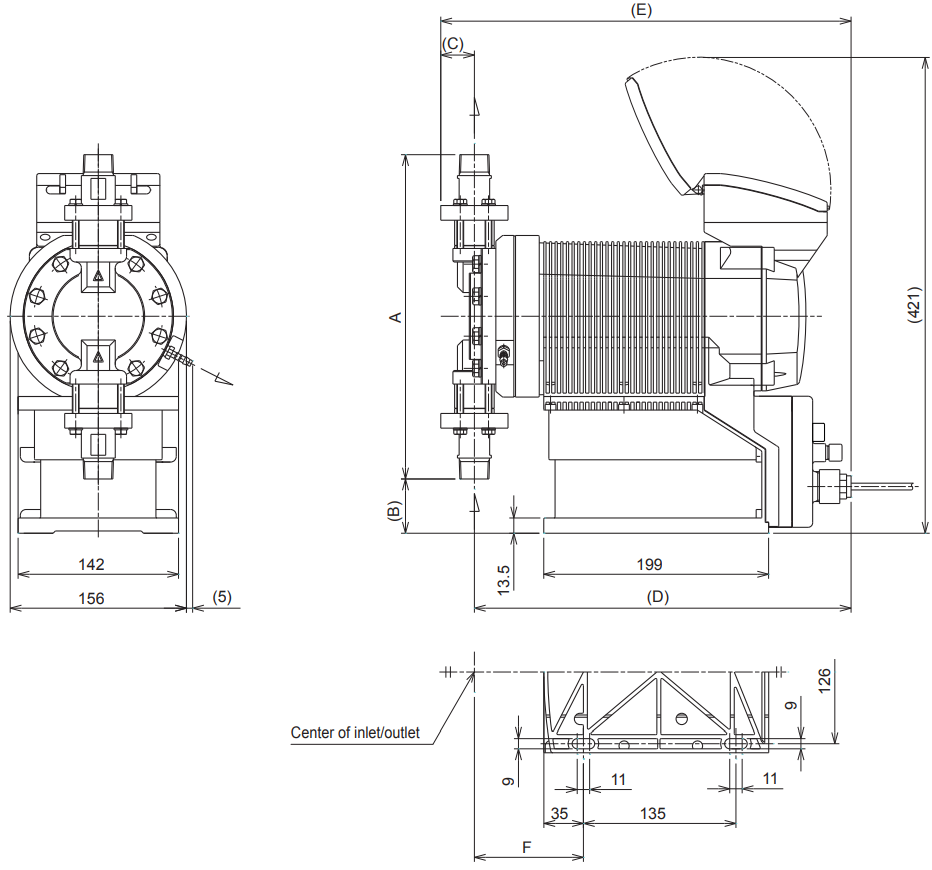 (E)
(C)
A
(421)
(B)
13.5
142
199
156
(5)
(D)
126
9
Center of inlet/outlet
9
11
11
35
135
F